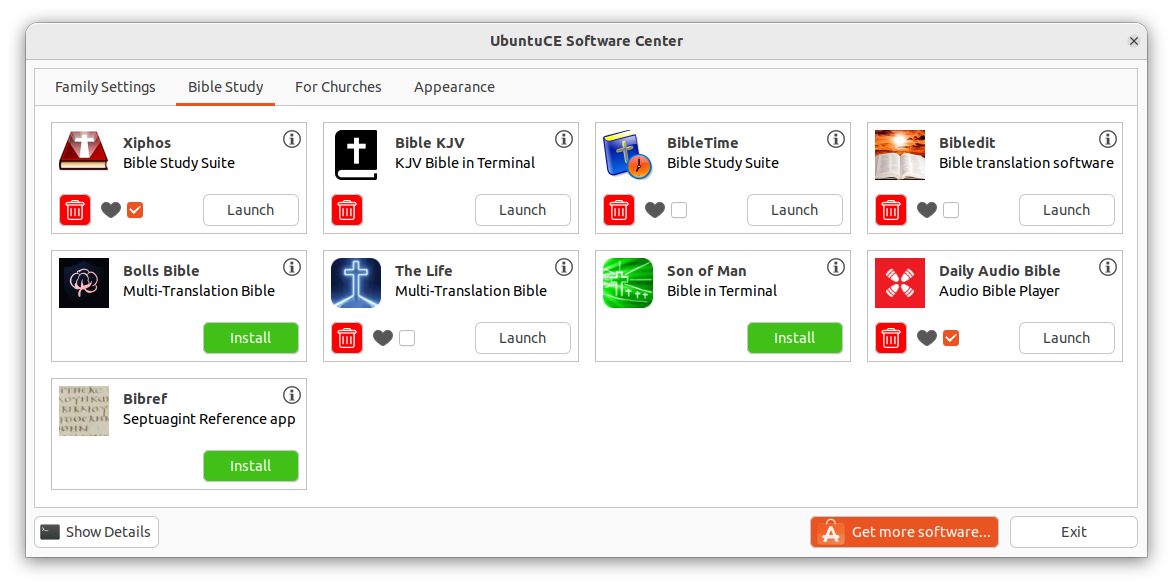 UbuntuCE Software Center
Family Settings
Bible Study
For Churches
Appearance
Xiphos
Bible Study Suite
Launch
Bible KJV
KJV Bible in Terminal
Launch
BibleTime
Bible Study Suite
Launch
Bibledit
Bible translation software
Launch
Bolls Bible
Multi-Translation Bible
Install
The Life
Multi-Translation Bible
Launch
Son of Man
Bible in Terminal
Install
Daily Audio Bible
Audio Bible Player
Launch
Bibref
Septuagint Reference app
Install
Show Details
Get more software...
Exit